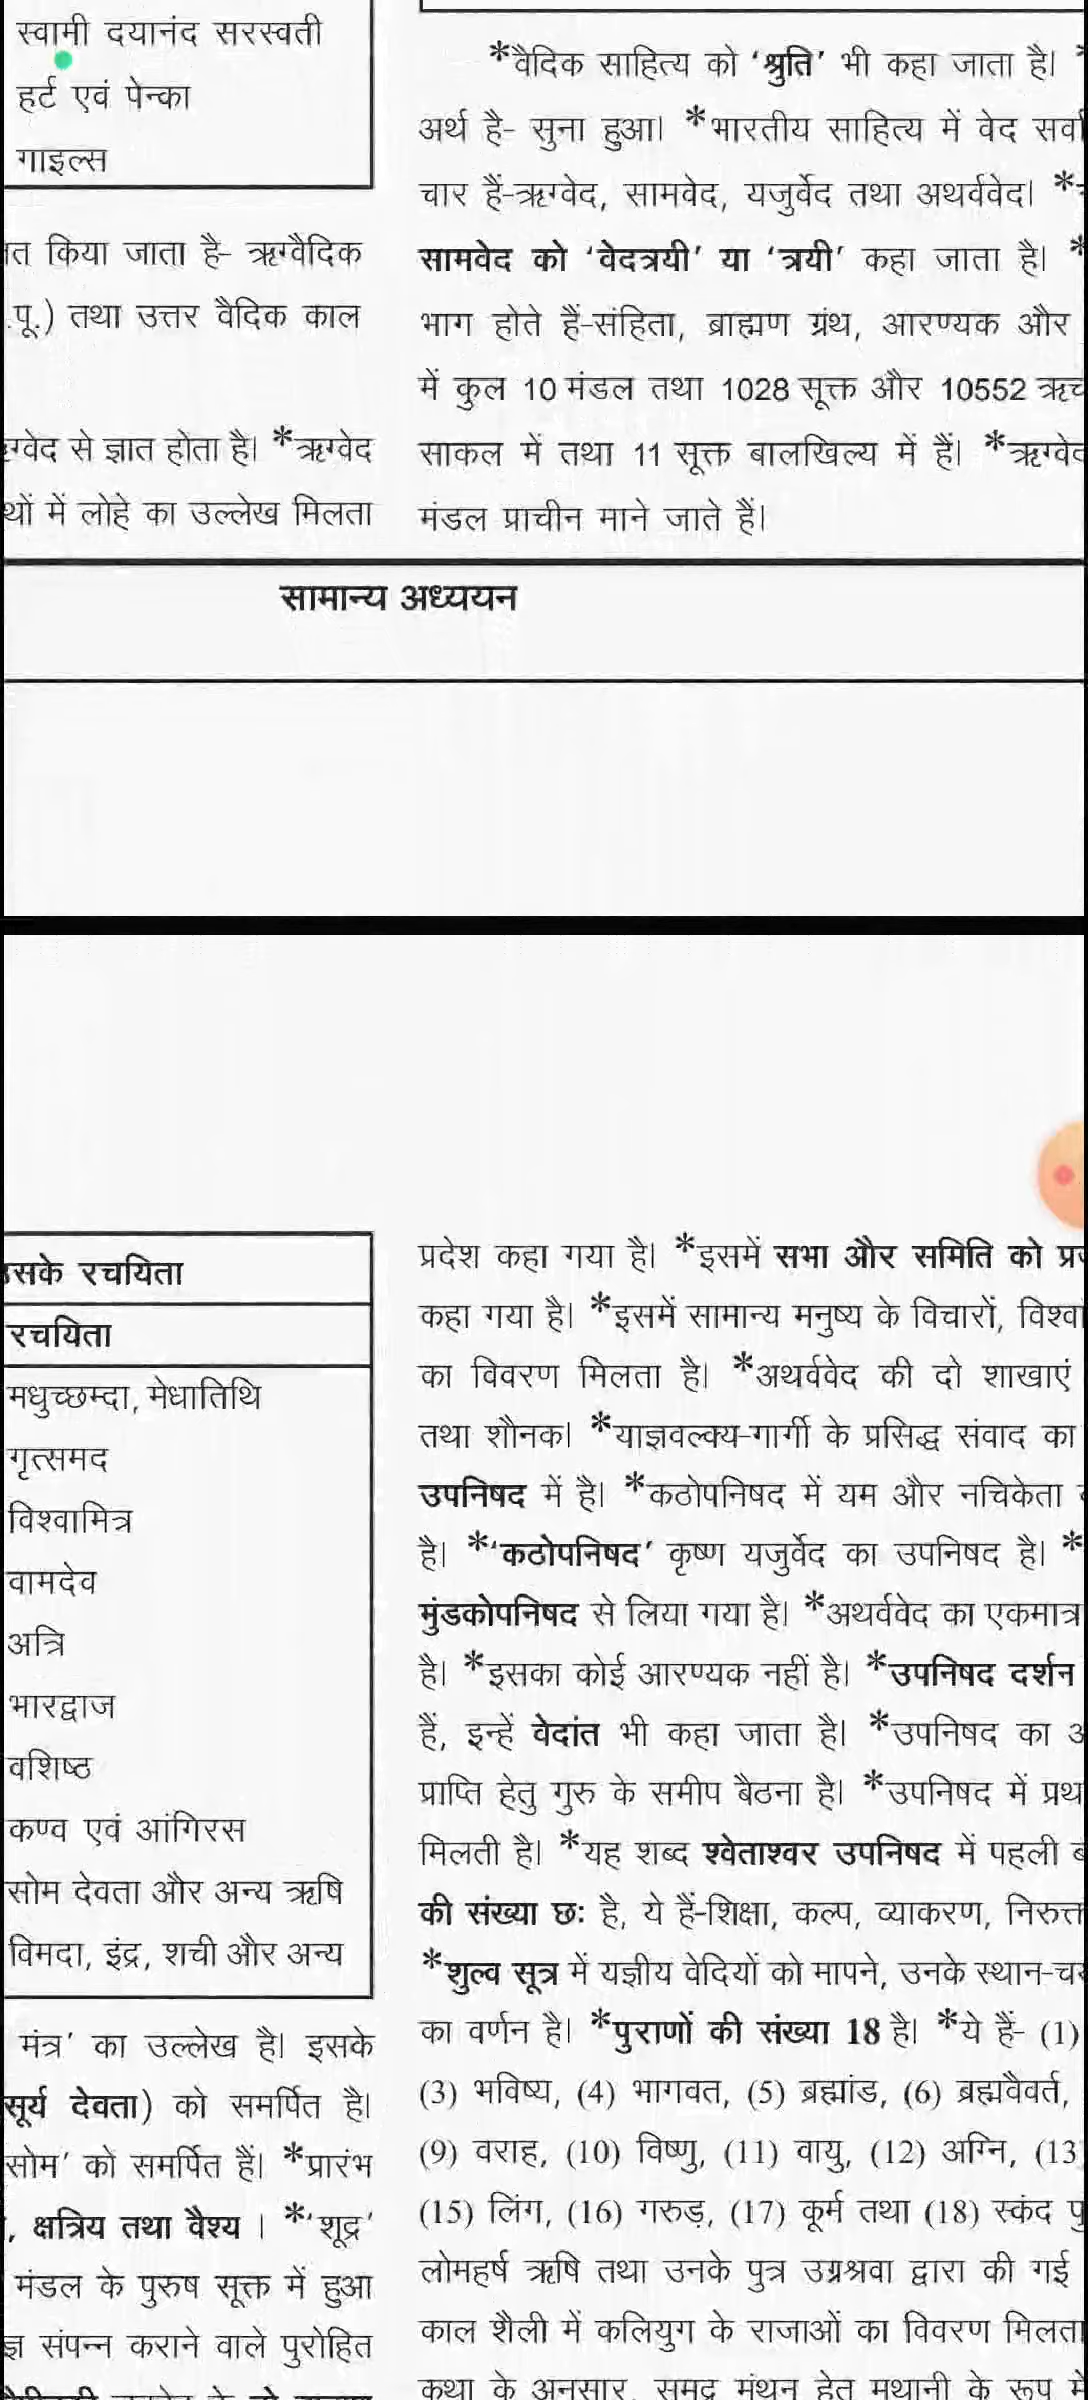 स्वामी दयानंद सरस्वती
हर्ट एवं पेन्का
गाइल्स
किया जाता है- ऋग्वैदिक
.पू.) तथा उत्तर वैदिक काल
से ज्ञात होता है। *ऋग्वेद
में लोहे का उल्लेख मिलता
*वैदिक साहित्य को ‘श्रुति’ भी कहा जाता है।
अर्थ है- सुना हुआ। *भारतीय साहित्य में वेद
चार हैं-ऋग्वेद, सामवेद, यजुर्वेद तथा अथर्ववेद। *
सामवेद को ‘वेदत्रयी’ या ‘त्रयी’ कहा जाता है। *
भाग होते हैं-संहिता, ब्राह्मण ग्रंथ, आरण्यक और
में कुल 10 मंडल तथा 1028 सूक्त और 10552
साकल में तथा 11 सूक्त बालखिल्य में हैं। *ऋग्वेद
मंडल प्राचीन माने जाते हैं।
सामान्य अध्ययन
उसके रचयिता
रचयिता
मधुच्छम्दा, मेधातिथि
गृत्समद
विश्वामित्र
वामदेव
अत्रि
भारद्वाज
वशिष्ठ
कण्व एवं आंगिरस
सोम देवता और अन्य ऋषि
विमदा, इंद्र, शची और अन्य
मंत्र’ का उल्लेख है। इसके
सूर्य देवता) को समर्पित है।
सोम’ को समर्पित हैं। *प्रारंभ
, क्षत्रिय तथा वैश्य । *‘शूद्र’
मंडल के पुरुष सूक्त में हुआ
संपन्न कराने वाले पुरोहित
प्रदेश कहा गया है। *इसमें सभा और समिति को
कहा गया है। *इसमें सामान्य मनुष्य के विचारों,
का विवरण मिलता है। *अथर्ववेद की दो शाखाएं
तथा शौनक। *याज्ञवल्क्य-गार्गी के प्रसिद्ध संवाद का
उपनिषद में है। *कठोपनिषद में यम और नचिकेता
है। *‘कठोपनिषद’ कृष्ण यजुर्वेद का उपनिषद है। *
मुंडकोपनिषद से लिया गया है। *अथर्ववेद का एकमात्र
है। *इसका कोई आरण्यक नहीं है। *उपनिषद दर्शन
हैं, इन्हें वेदांत भी कहा जाता है। *उपनिषद का
प्राप्ति हेतु गुरु के समीप बैठना है। *उपनिषद में
मिलती है। *यह शब्द श्वेताश्वर उपनिषद में पहली
की संख्या छः है, ये हैं-शिक्षा, कल्प, व्याकरण, निरुक्त
*शुल्व सूत्र में यज्ञीय वेदियों को मापने, उनके
का वर्णन है। *पुराणों की संख्या 18 है। *ये हैं- (1)
(3) भविष्य, (4) भागवत, (5) ब्रह्मांड, (6) ब्रह्मवैवर्त,
(9) वराह, (10) विष्णु, (11) वायु, (12) अग्नि, (13
(15) लिंग, (16) गरुड़, (17) कूर्म तथा (18) स्कंद
लोमहर्ष ऋषि तथा उनके पुत्र उग्रश्रवा द्वारा की गई
काल शैली में कलियुग के राजाओं का विवरण मिलता
कथा के अनुसार, समुद्र मंथन हेतु मथानी के रूप में